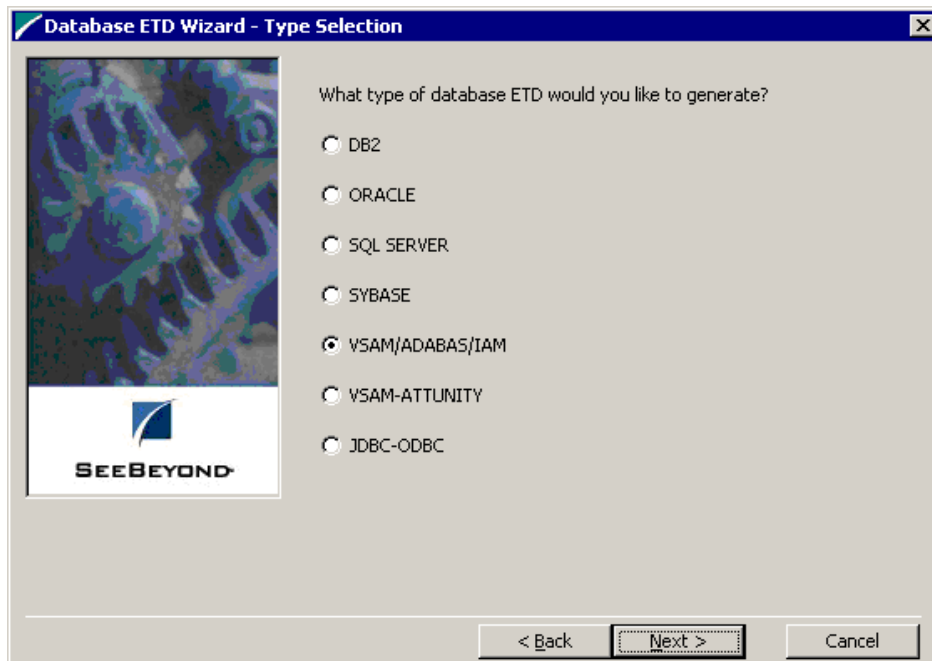 Database ETD Wizard - Type Selection
What type of database ETD would you like to generate?
DB2
ORACLE
SQL SERVER
SYBASE
VSAM/ADABAS/IAM
VSAM-ATTUNITY
JDBC-ODBC
SEEBEYOND
< Back
Next >
Cancel